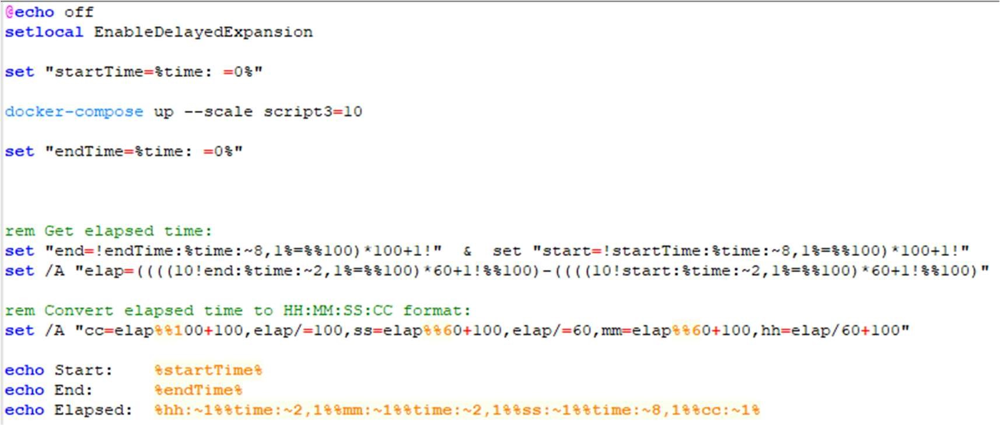 @echo off
setlocal EnableDelayedExpansion
set "startTime=%time: =0%"
docker-compose up --scale script3=10
set "endTime=%time: =0%"
rem Get elapsed time:
set "end=!endTime:%time:~8,1%=%%100)*100+1!"  &  set "start=!startTime:%time:~8,1%=%%100)*100+1!"
set /A "elap=((((10!end:%time:~2,1%=%%100)*60+1!%%100)-((((10!start:%time:~2,1%=%%100)*60+1!%%100)"
rem Convert elapsed time to HH:MM:SS:CC format:
set /A "cc=elap%%100+100,elap/=100,ss=elap%%60+100,elap/=60,mm=elap%%60+100,hh=elap/60+100"
echo Start:    %startTime%
echo End:      %endTime%
echo Elapsed:  %hh:~1%%time:~2,1%%mm:~1%%time:~2,1%%ss:~1%%time:~8,1%%cc:~1%